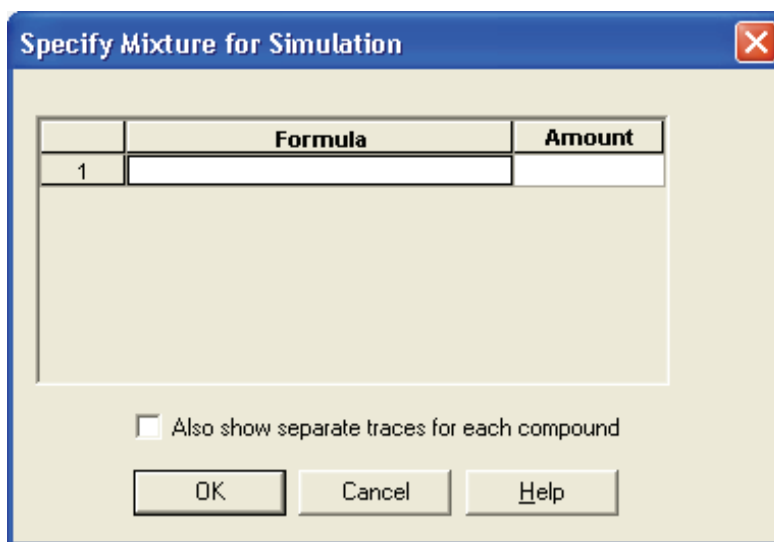 Specify Mixture for Simulation
Formula Amount
1
Also show separate traces for each compound
OK Cancel Help